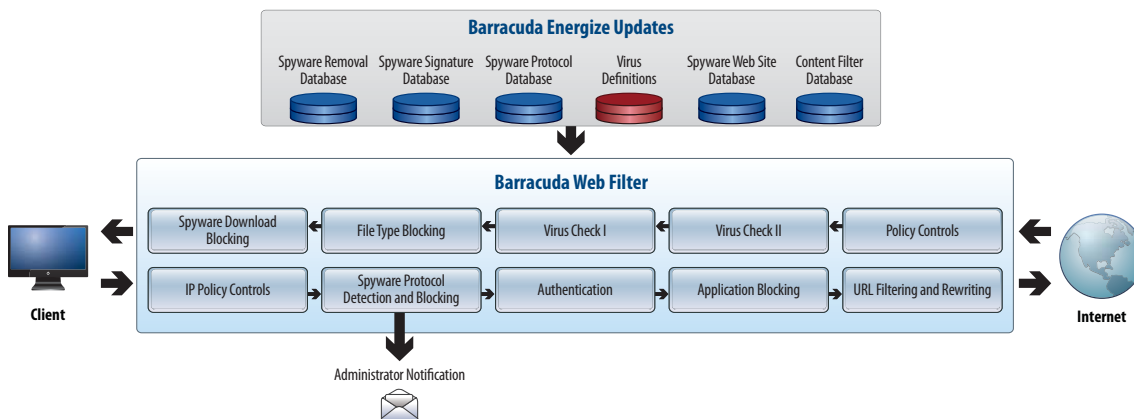 Barracuda Energize Updates
Spyware Removal
Database
Spyware Signature
Database
Spyware Protocol
Database
Virus
Definitions
Spyware Web Site
Database
Content Filter
Database
Barracuda Web Filter
Spyware Download
Blocking
File Type Blocking
Virus Check I
Virus Check II
Policy Controls
IP Policy Controls
Spyware Protocol
Detection and Blocking
Authentication
Application Blocking
URL Filtering and Rewriting
Client
Internet
Administrator Notification